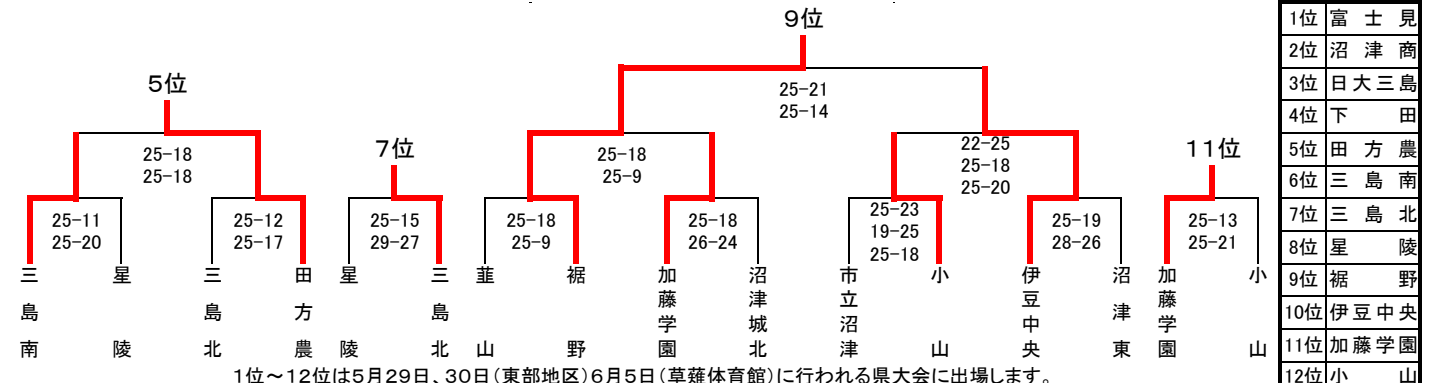 9位
5位
25-21
25-14
25-18
25-18
7位
25-18
25-9
22-25
25-18
25-20
11位
25-11
25-20
25-12
25-17
25-15
29-27
25-18
25-9
25-18
26-24
25-23
19-25
25-18
25-19
28-26
25-13
25-21
三島南
星陵
三島北
田方農
星陵
三島北
韮山
裾野
加藤学園
沼津城北
市立沼津
小山
伊豆中央
沼津東
加藤学園
小山
1位～12位は5月29日、30日(東部地区)6月5日(草薙体育館)に行われる県大会に出場します。
1位 富士見
2位 沼津商
3位 日大三島
4位 下田
5位 田方農
6位 三島南
7位 三島北
8位 星陵
9位 裾野
10位 伊豆中央
11位 加藤学園
12位 小山